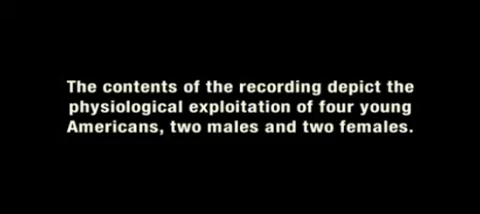 The contents of the recording depict the
physiological exploitation of four young
Americans, two males and two females.